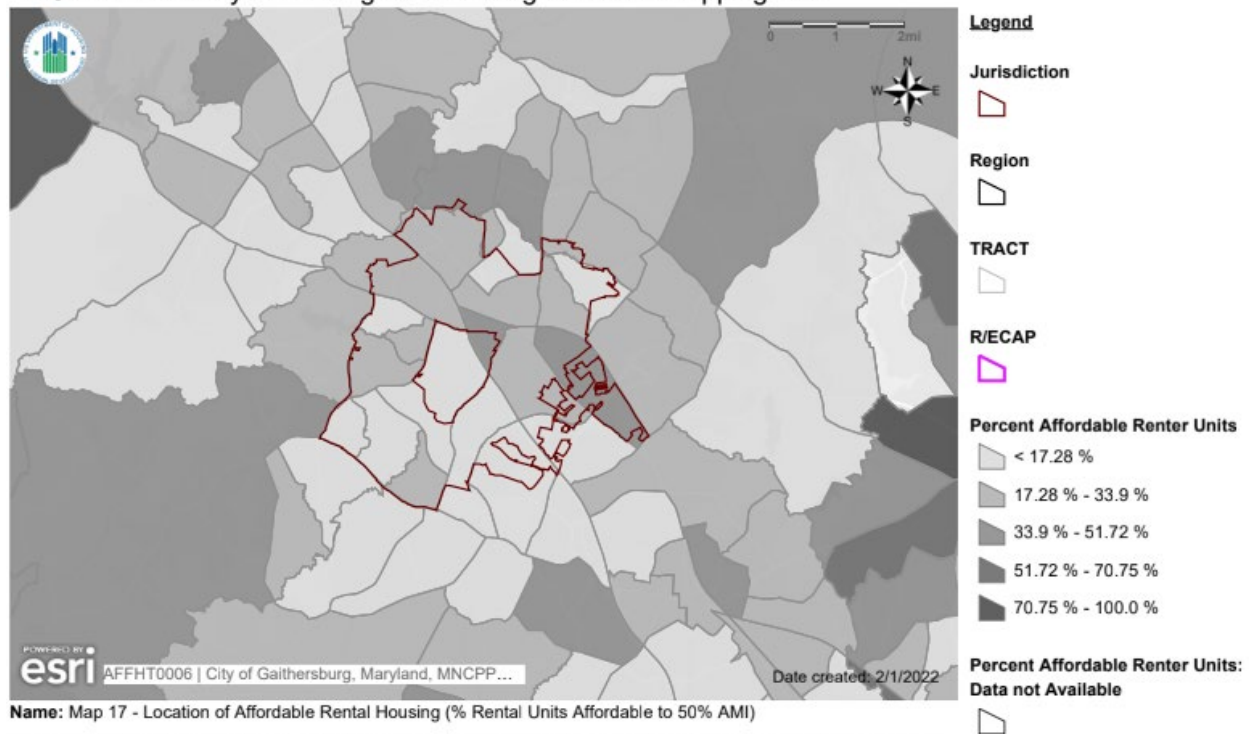 Legend
0 1 2mi
N
W E
S
Jurisdiction
Region
TRACT
R/ECAP
Percent Affordable Renter Units
< 17.28 %
17.28 % - 33.9 %
33.9 % - 51.72 %
51.72 % - 70.75 %
70.75 % - 100.0 %
Percent Affordable Renter Units:
Data not Available
POWERED BY
esri
AFFHT0006 | City of Gaithersburg, Maryland, MNCPP...
Date created: 2/1/2022
Name: Map 17 - Location of Affordable Rental Housing (% Rental Units Affordable to 50% AMI)